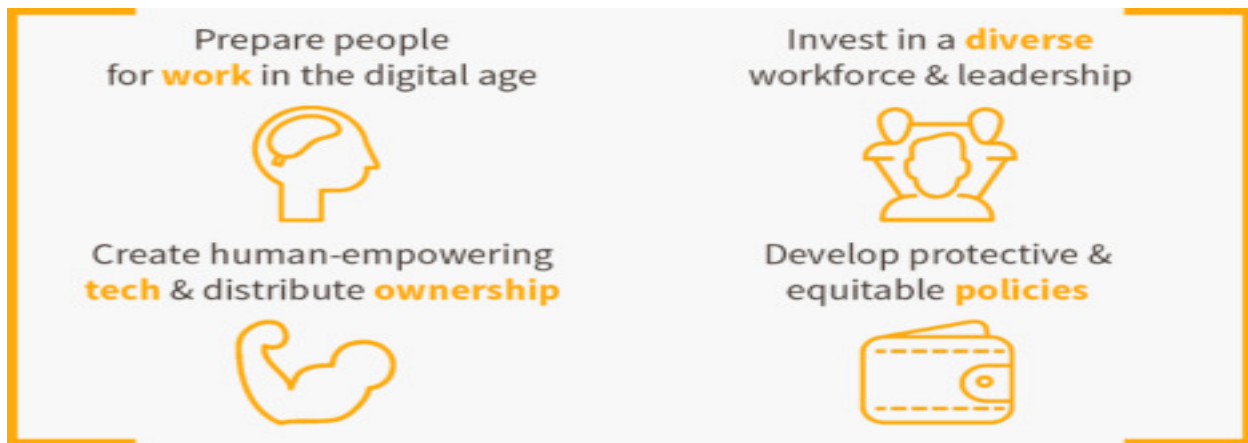 Prepare people
for work in the digital age
Invest in a diverse
workforce & leadership
Create human-empowering
tech & distribute ownership
Develop protective &
equitable policies